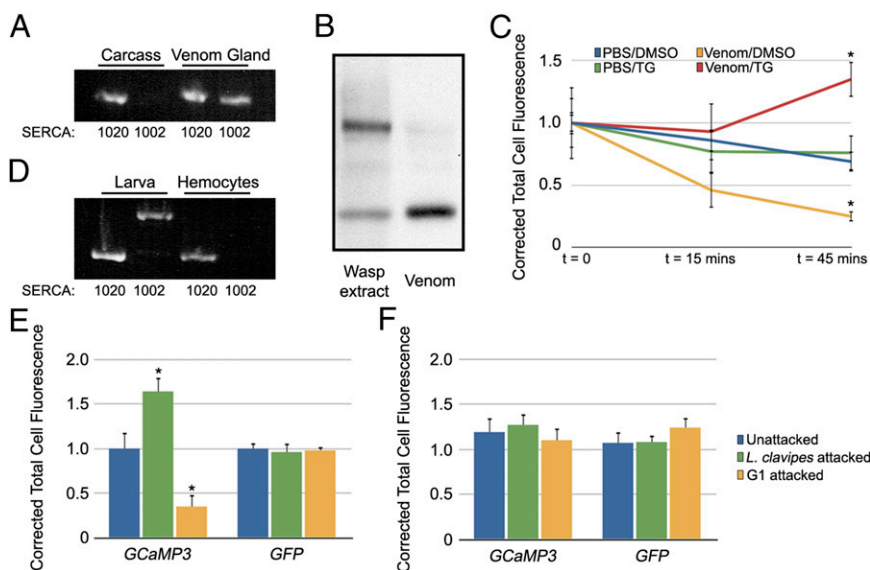 A
Carcass Venom Gland
SERCA: 1020 1002 1020 1002
B
Wasp extract Venom
C
PBS/DMSO Venom/DMSO
PBS/TG Venom/TG
Corrected Total Cell Fluorescence
1.5
1.0
0.5
0
*
*
t = 0 t = 15 mins t = 45 mins
D
Larva Hemocytes
SERCA: 1020 1002 1020 1002
E
Corrected Total Cell Fluorescence
2.0
1.5
1.0
0.5
0
*
*
GCaMP3 GFP
F
Corrected Total Cell Fluorescence
2.0
1.5
1.0
0.5
0
GCaMP3 GFP
Unattacked
L. clavipes attacked
G1 attacked